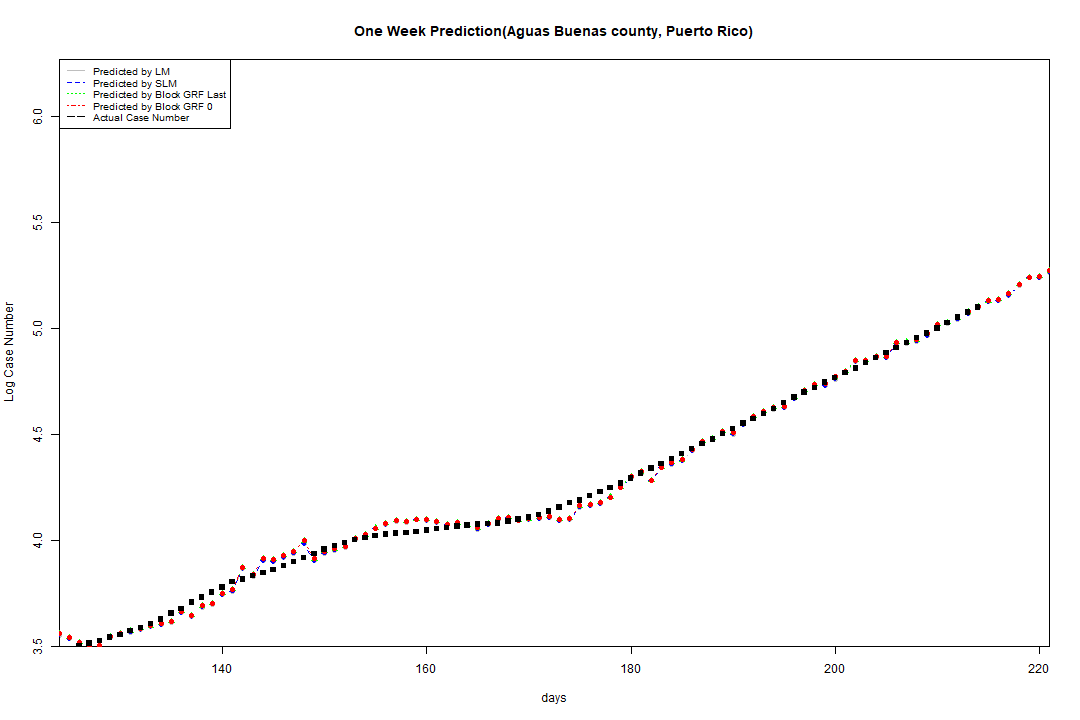 One Week Prediction(Aguas Buenas county, Puerto Rico)
Predicted by LM
Predicted by SLM
Predicted by Block GRF Last
Predicted by Block GRF 0
Actual Case Number
6.0
5.5
5.0
4.5
4.0
3.5
Log Case Number
140 160 180 200 220
days